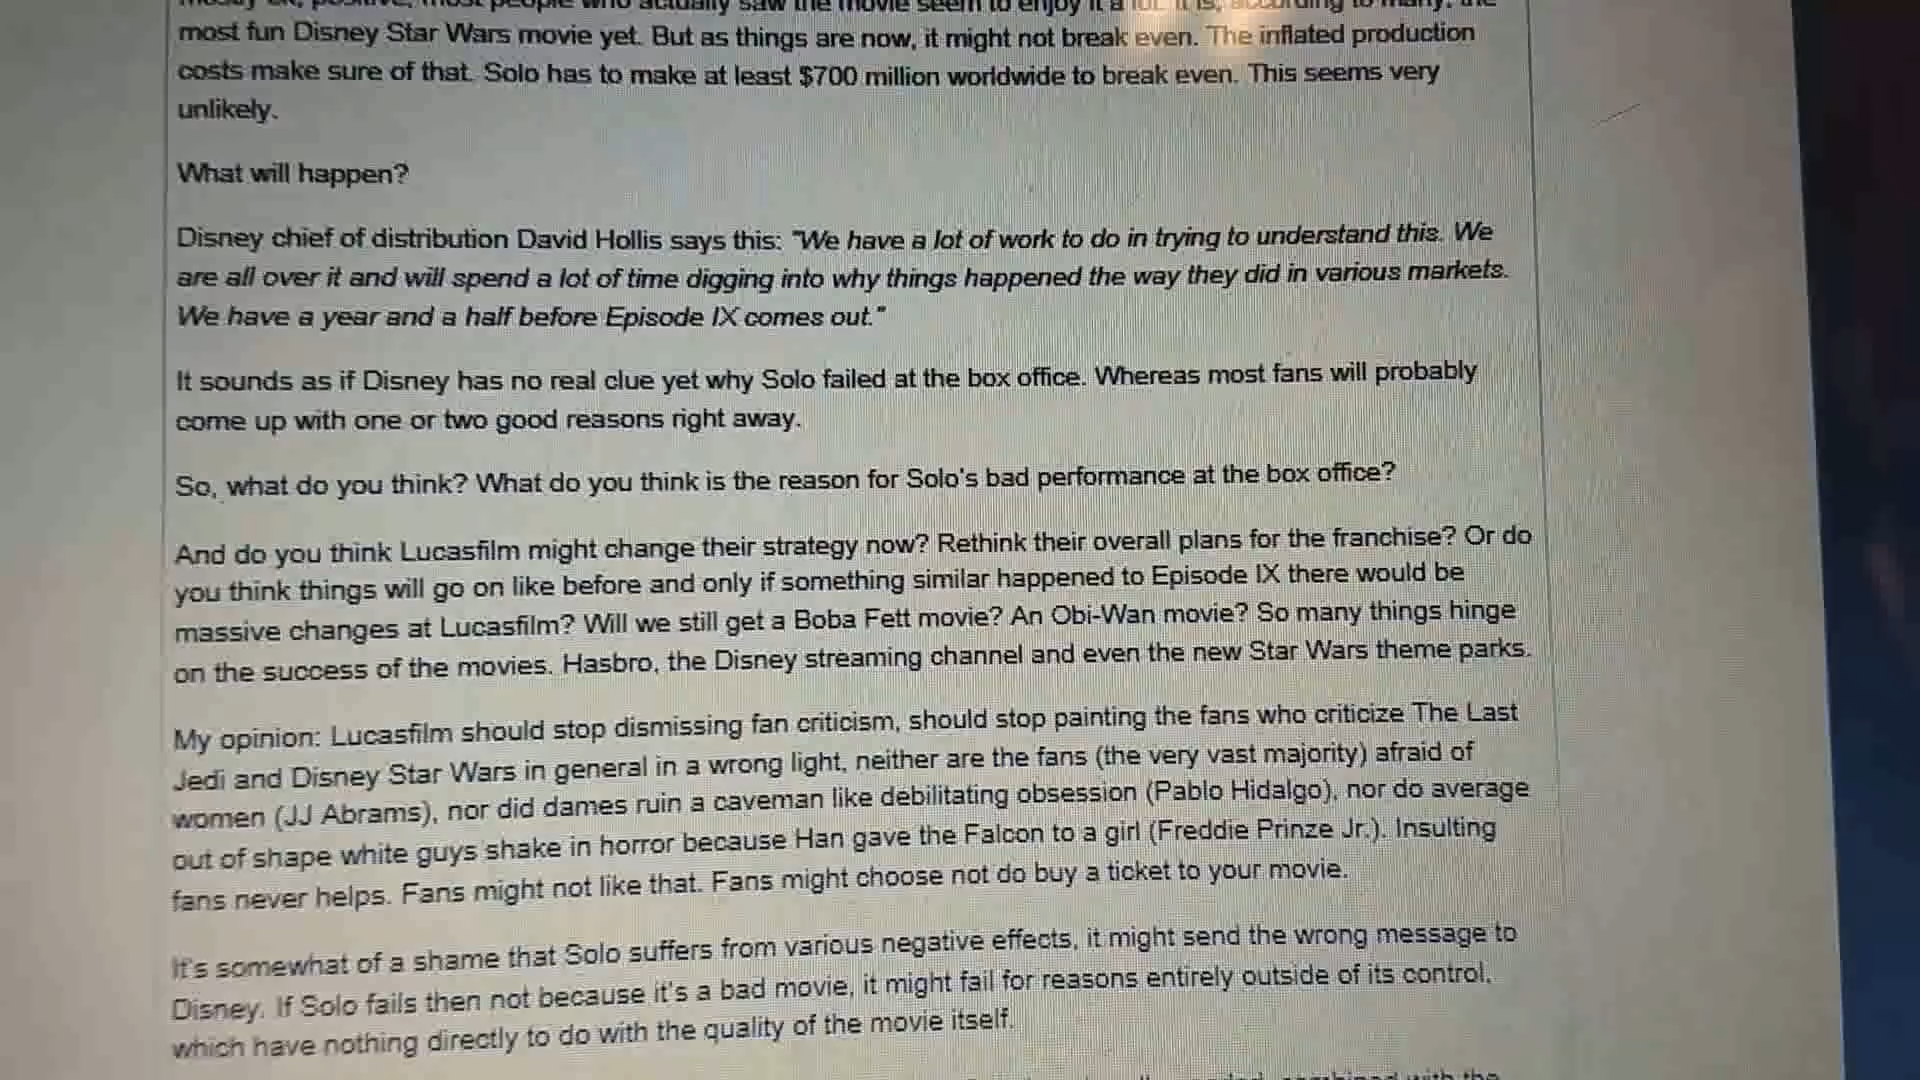 most people who actually saw the movie seem to enjoy it a lot. It is, according to many, the
most fun Disney Star Wars movie yet. But as things are now, it might not break even. The inflated production
costs make sure of that. Solo has to make at least $700 million worldwide to break even. This seems very
unlikely.
What will happen?
Disney chief of distribution David Hollis says this: "We have a lot of work to do in trying to understand this. We
are all over it and will spend a lot of time digging into why things happened the way they did in various markets.
We have a year and a half before Episode IX comes out."
It sounds as if Disney has no real clue yet why Solo failed at the box office. Whereas most fans will probably
come up with one or two good reasons right away.
So, what do you think? What do you think is the reason for Solo's bad performance at the box office?
And do you think Lucasfilm might change their strategy now? Rethink their overall plans for the franchise? Or do
you think things will go on like before and only if something similar happened to Episode IX there would be
massive changes at Lucasfilm? Will we still get a Boba Fett movie? An Obi-Wan movie? So many things hinge
on the success of the movies. Hasbro, the Disney streaming channel and even the new Star Wars theme parks.
My opinion: Lucasfilm should stop dismissing fan criticism, should stop painting the fans who criticize The Last
Jedi and Disney Star Wars in general in a wrong light, neither are the fans (the very vast majority) afraid of
women (JJ Abrams), nor did dames ruin a caveman like debilitating obsession (Pablo Hidalgo), nor do average
out of shape white guys shake in horror because Han gave the Falcon to a girl (Freddie Prinze Jr.). Insulting
fans never helps. Fans might not like that. Fans might choose not do buy a ticket to your movie.
It's somewhat of a shame that Solo suffers from various negative effects, it might send the wrong message to
Disney. If Solo fails then not because it's a bad movie, it might fail for reasons entirely outside of its control,
which have nothing directly to do with the quality of the movie itself.